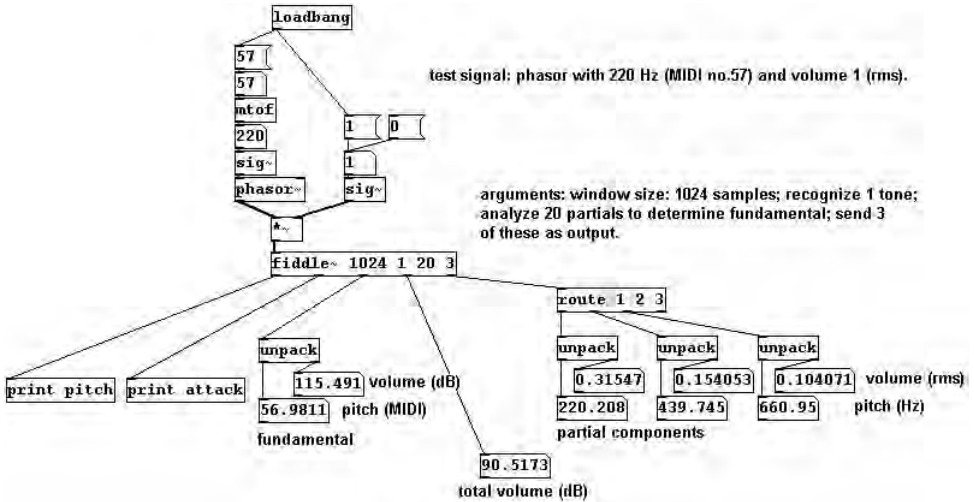 loadbang
57
test signal: phasor with 220 Hz (MIDI no.57) and volume 1 (rms).
57
mtof
220
1
0
sig~
1
phasor~
sig~
arguments: window size: 1024 samples; recognize 1 tone;
analyze 20 partials to determine fundamental; send 3
of these as output.
*~
fiddle~ 1024 1 20 3
route 1 2 3
unpack
unpack
unpack
unpack
print pitch
print attack
115.491
volume (dB)
0.31547
0.154053
0.104071
volume (rms)
56.9811
pitch (MIDI)
220.208
439.745
660.95
pitch (Hz)
fundamental
partial components
90.5173
total volume (dB)